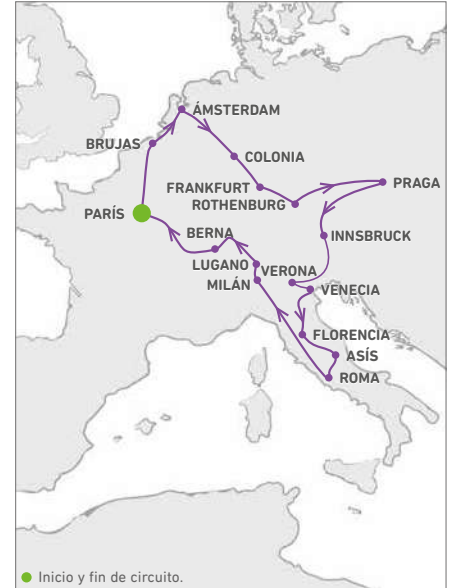 ÁMSTERDAM
BRUJAS
COLONIA
FRANKFURT
PRAGA
ROTHENBURG
PARÍS
BERNA
INNSBRUCK
LUGANO
VERONA
MILÁN
VENECIA
FLORENCIA
ASÍS
ROMA
Inicio y fin de circuito.